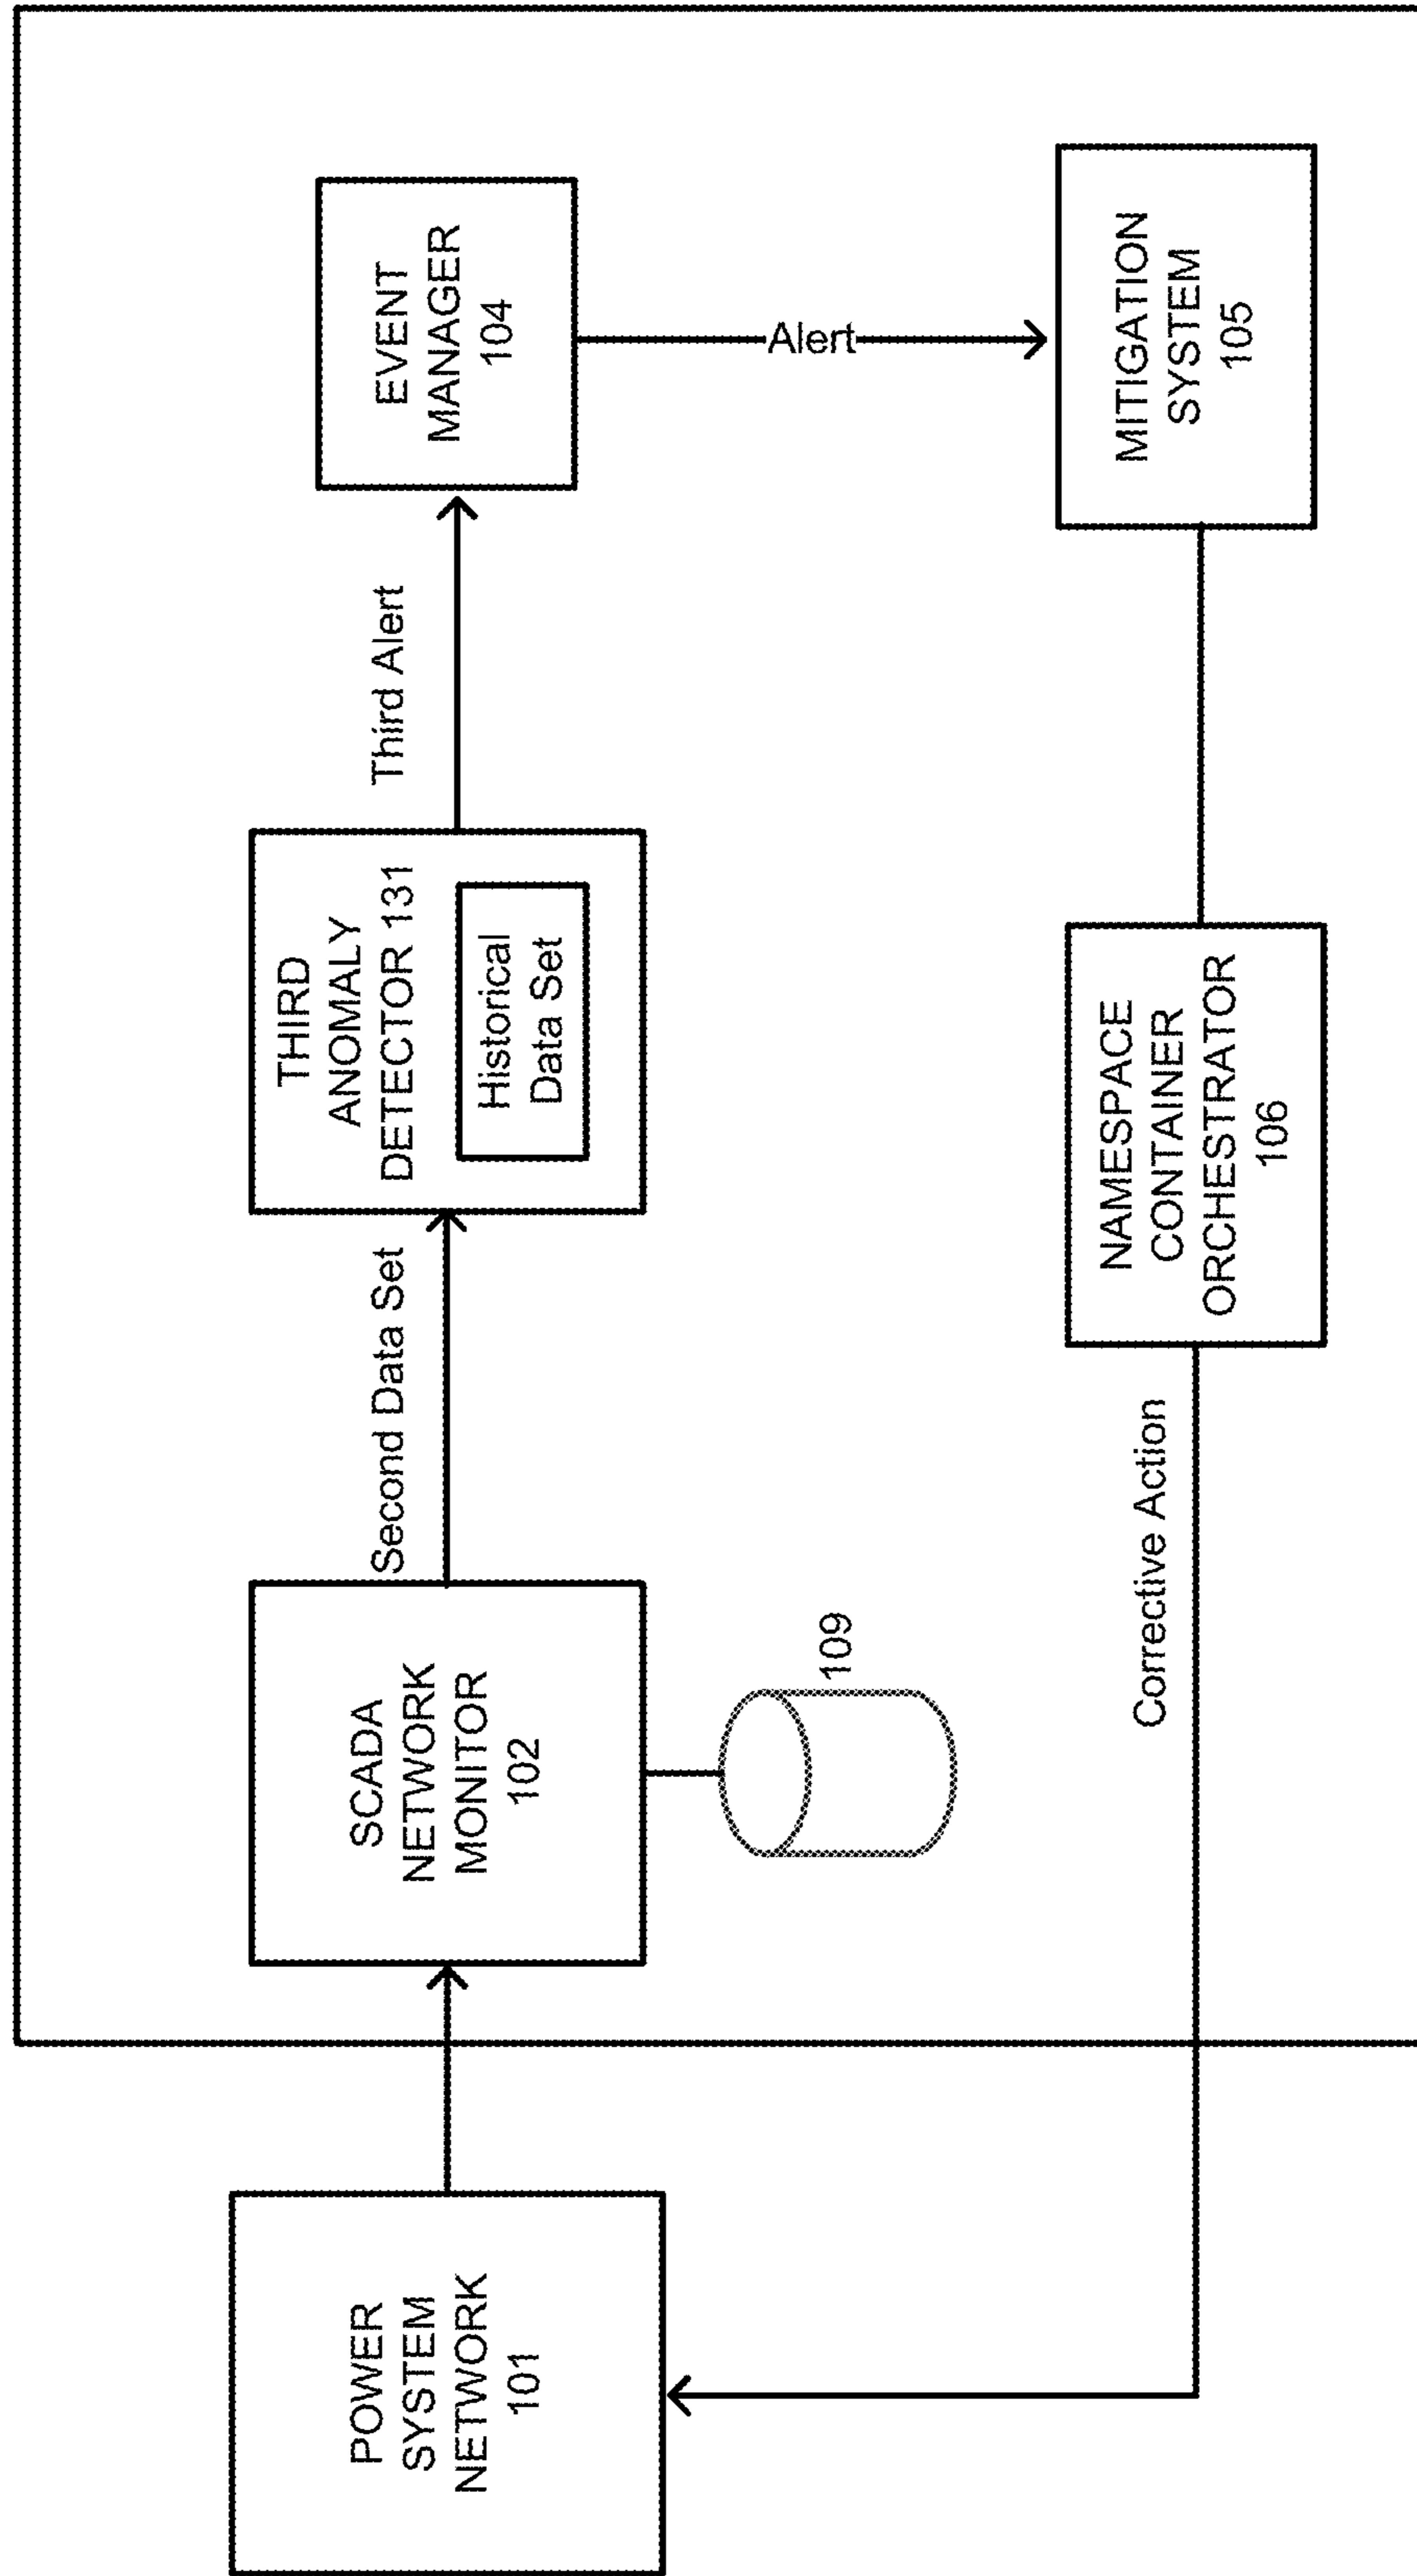 POWER
SYSTEM
NETWORK
101
SCADA
NETWORK
MONITOR
102
109
Second Data Set
THIRD
ANOMALY
DETECTOR 131
Historical
Data Set
Third Alert
EVENT
MANAGER
104
Alert
MITIGATION
SYSTEM
105
NAMESPACE
CONTAINER
ORCHESTRATOR
106
Corrective Action